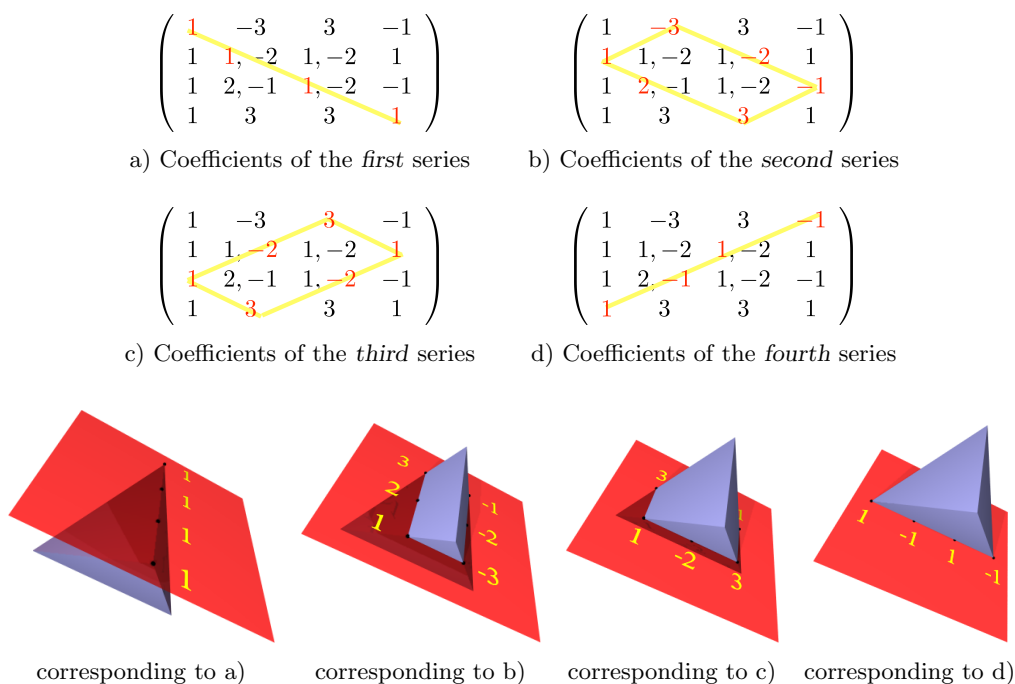 1 −3 3 −1 1 −3 3 −1
1 1, −2 1, −2 1 1 1, −2 1, −2 1
1 2, −1 1, −2 −1 1 2, −1 1, −2 −1
1 3 3 1 1 3 3 1
a) Coefficients of the first series b) Coefficients of the second series
1 −3 3 −1 1 −3 3 −1
1 1, −2 1, −2 1 1 1, −2 1, −2 1
1 2, −1 1, −2 −1 1 2, −1 1, −2 −1
1 3 3 1 1 3 3 1
c) Coefficients of the third series d) Coefficients of the fourth series
1
1
1
1
3
2
1
-1
-2
-3
3
1
1
-2
3
1
-1
1
-1
corresponding to a) corresponding to b) corresponding to c) corresponding to d)